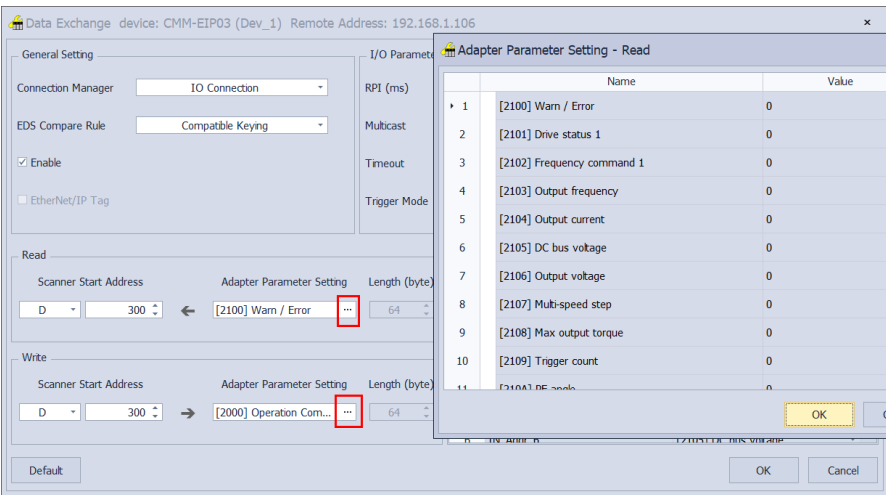 Data Exchange device: CMM-EIP03 (Dev_1) Remote Address: 192.168.1.106
General Setting
Connection Manager IO Connection
EDS Compare Rule Compatible Keying
Enable
EtherNet/IP Tag
I/O Paramete
RPI (ms)
Multicast
Timeout
Trigger Mode
Read
Scanner Start Address Adapter Parameter Setting Length (byte)
D 300 [2100] Warn / Error ... 64
Write
Scanner Start Address Adapter Parameter Setting Length (byte)
D 300 [2000] Operation Com... ... 64
Default OK Cancel
Adapter Parameter Setting - Read
Name Value
1 [2100] Warn / Error 0
2 [2101] Drive status 1 0
3 [2102] Frequency command 1 0
4 [2103] Output frequency 0
5 [2104] Output current 0
6 [2105] DC bus voltage 0
7 [2106] Output voltage 0
8 [2107] Multi-speed step 0
9 [2108] Max output torque 0
10 [2109] Trigger count 0
11 [210A] PF angle 0
OK